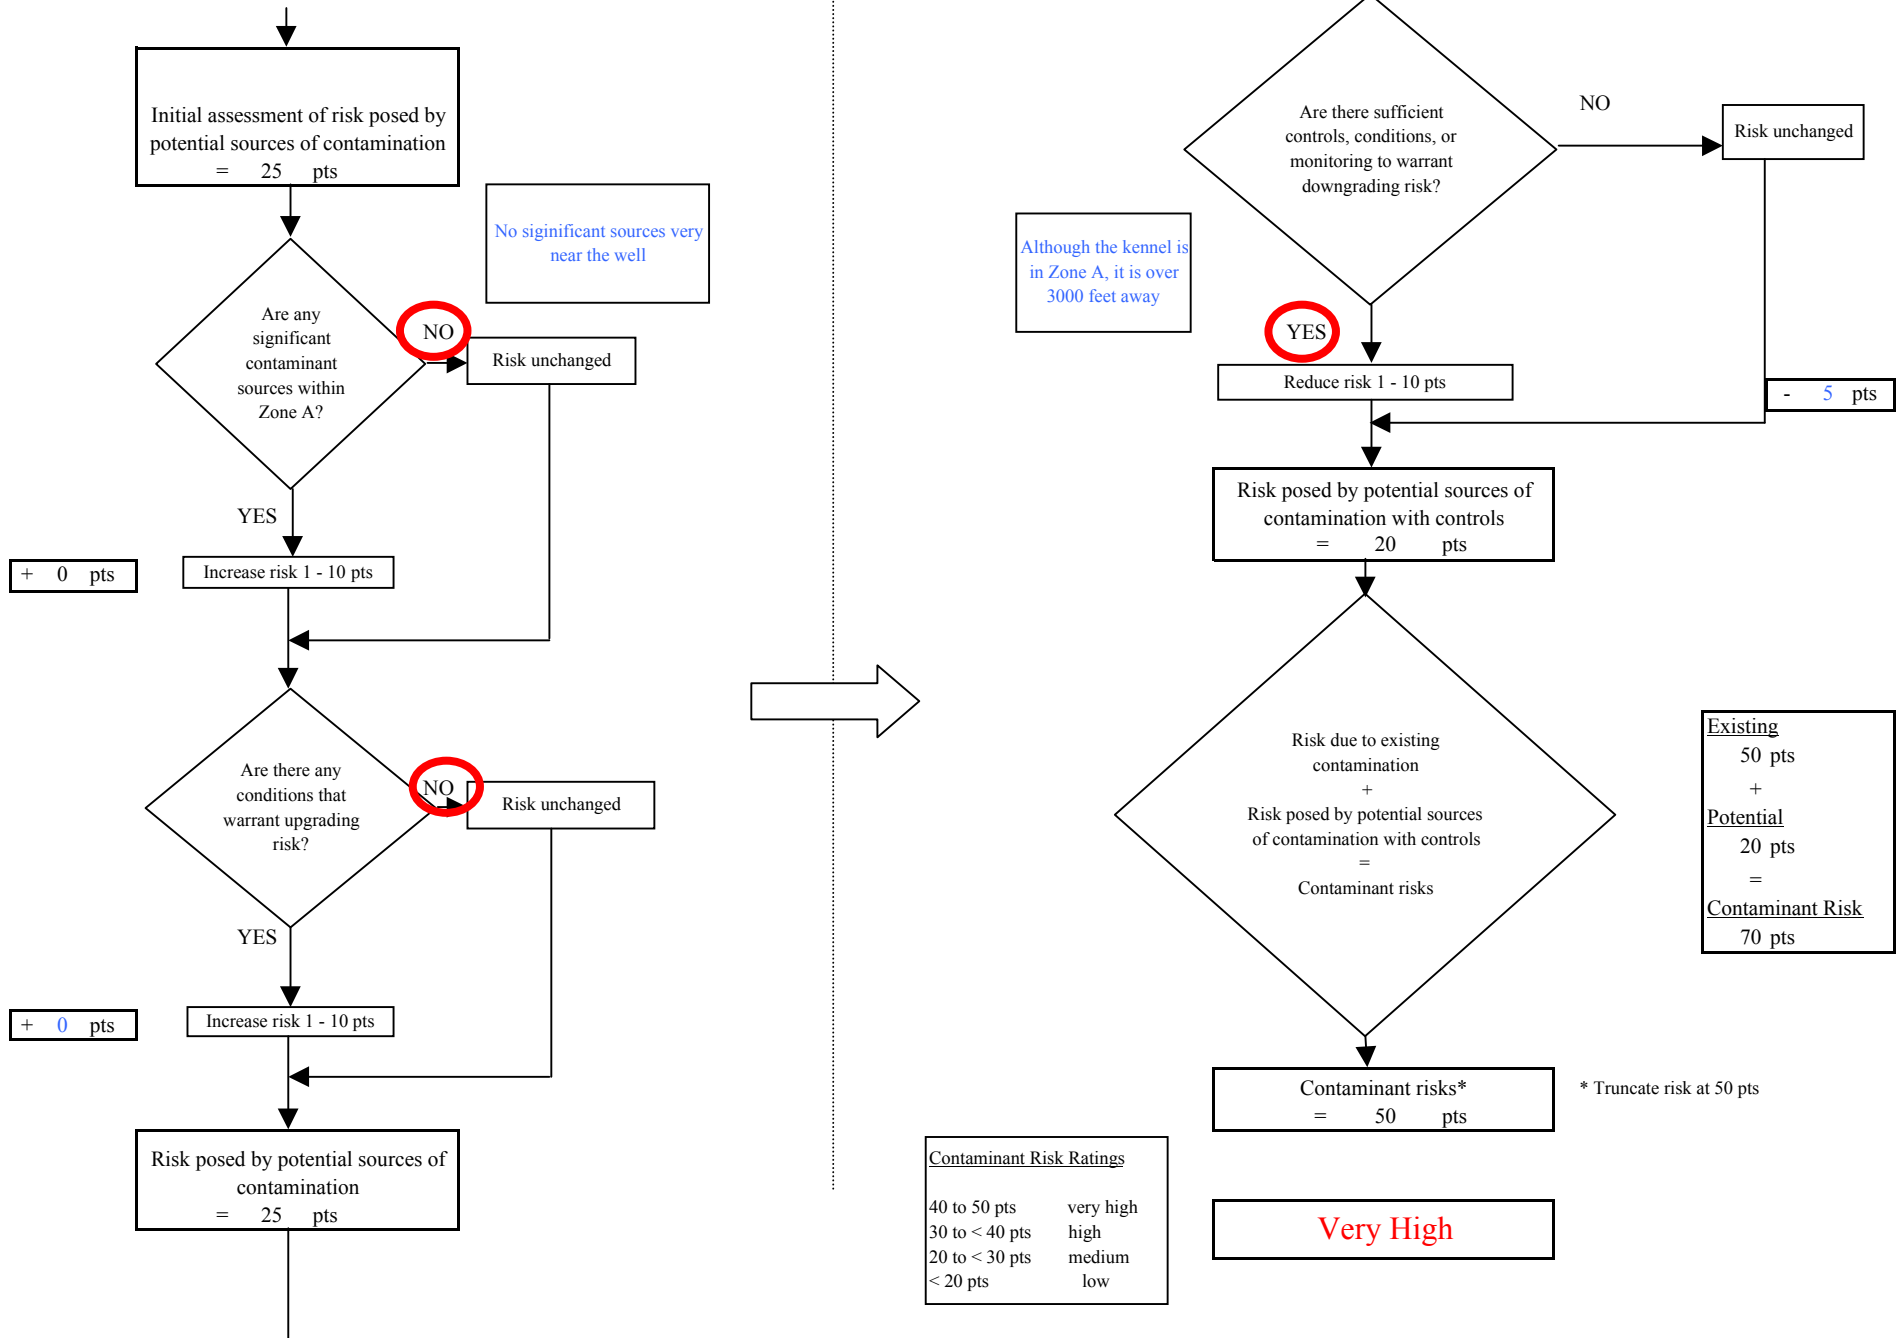 Initial assessment of risk posed by
potential sources of contamination
= 25 pts
No siginificant sources very
near the well
Are any
significant
contaminant
sources within
Zone A?
NO
Risk unchanged
YES
+ 0 pts
Increase risk 1 - 10 pts
Are there any
conditions that
warrant upgrading
risk?
NO
Risk unchanged
YES
+ 0 pts
Increase risk 1 - 10 pts
Risk posed by potential sources of
contamination
= 25 pts
Are there sufficient
controls, conditions, or
monitoring to warrant
downgrading risk?
NO
Risk unchanged
Although the kennel is
in Zone A, it is over
3000 feet away
YES
Reduce risk 1 - 10 pts
- 5 pts
Risk posed by potential sources of
contamination with controls
= 20 pts
Risk due to existing
contamination
+
Risk posed by potential sources
of contamination with controls
=
Contaminant risks
Existing
50 pts
+
Potential
20 pts
=
Contaminant Risk
70 pts
Contaminant risks*
= 50 pts
* Truncate risk at 50 pts
Contaminant Risk Ratings
40 to 50 pts very high
30 to < 40 pts high
20 to < 30 pts medium
< 20 pts low
Very High